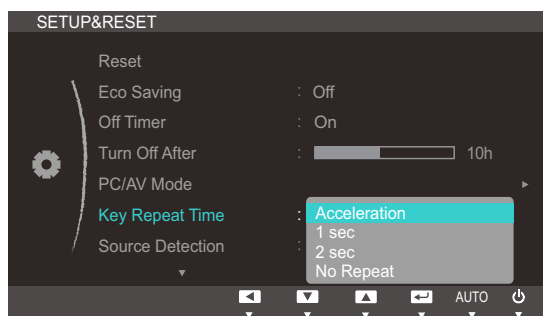 SETUP&RESET
Reset
Eco Saving : Off
Off Timer : On
Turn Off After : 10h
PC/AV Mode
Key Repeat Time : Acceleration
1 sec
2 sec
Source Detection :
No Repeat
AUTO